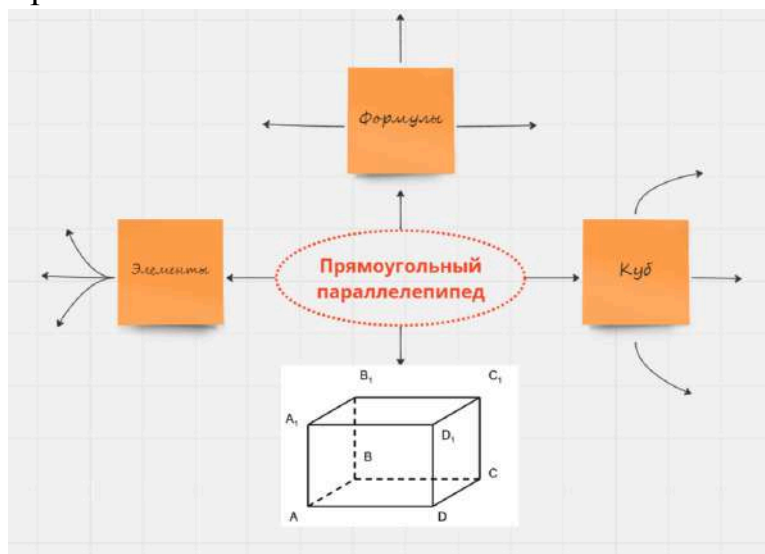 Формулы
Элементы
Прямоугольный
параллелепипед
Куб
B₁
C₁
A₁
D₁
B
C
A
D